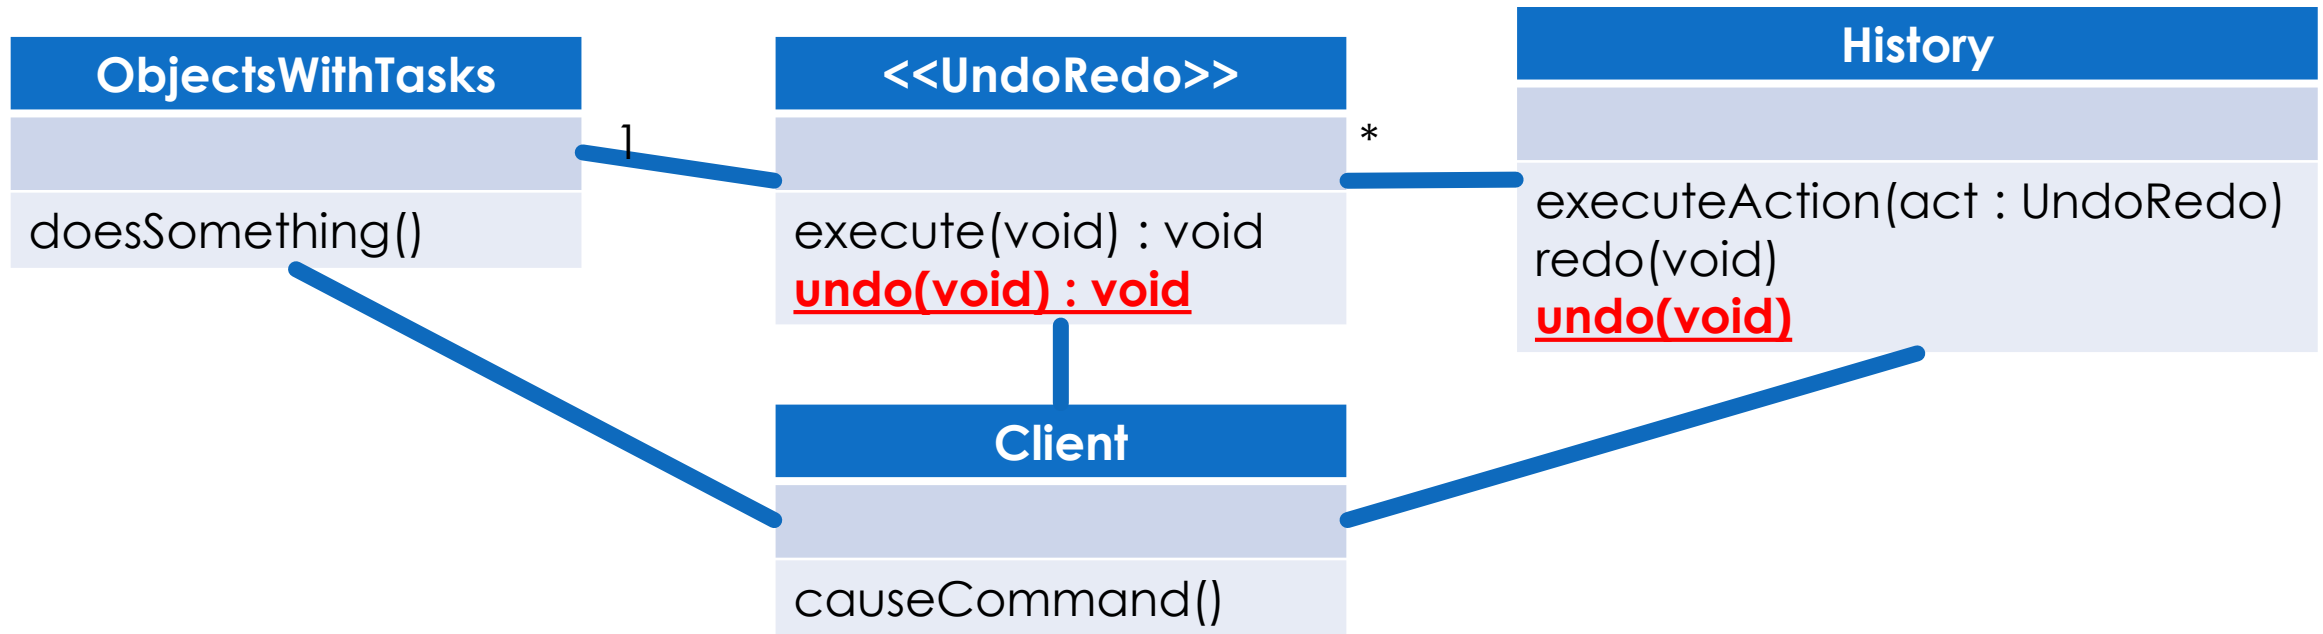 ObjectsWithTasks
doesSomething()
1
<<UndoRedo>>
execute(void) : void
undo(void) : void
*
History
executeAction(act : UndoRedo)
redo(void)
undo(void)
Client
causeCommand()